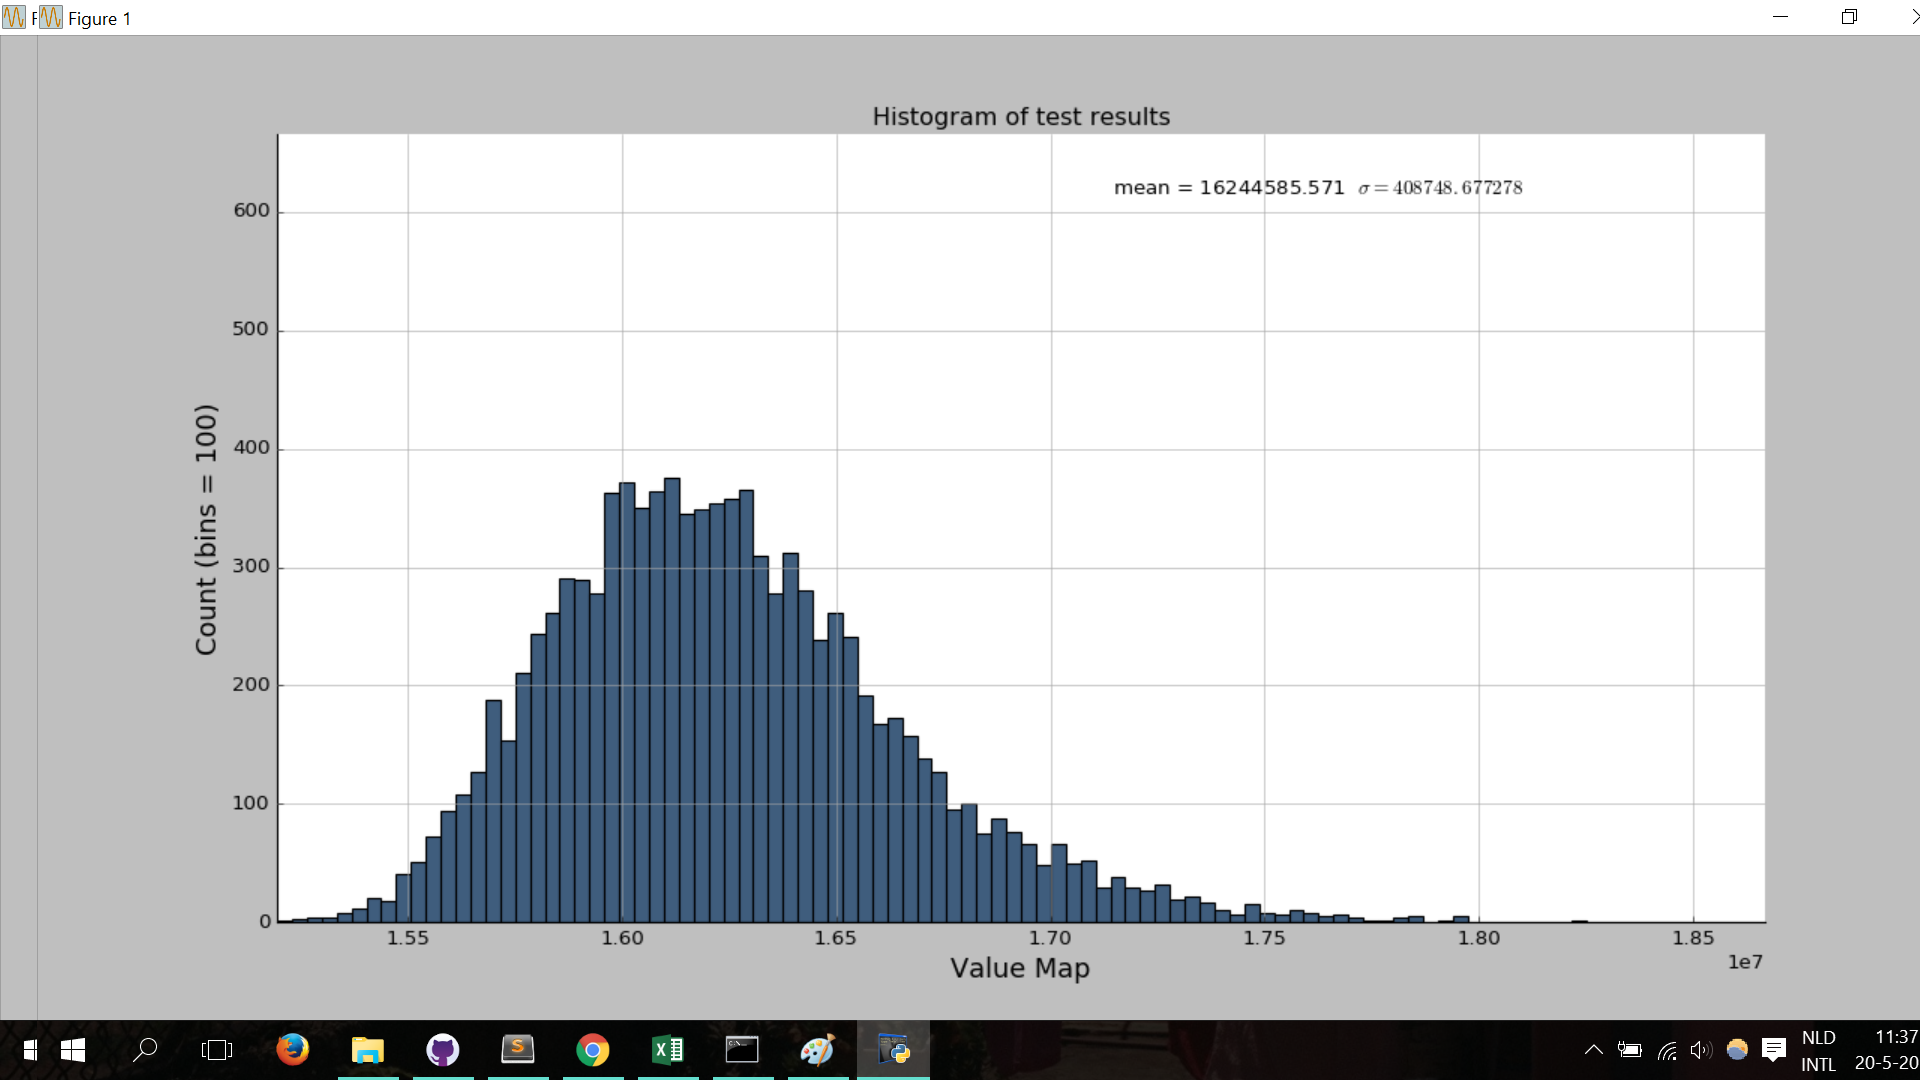 F Figure 1
Histogram of test results
mean = 16244585.571 σ = 408748.677278
600
500
400
300
200
100
0
Count (bins = 100)
1.55 1.60 1.65 1.70 1.75 1.80 1.85
1e7
Value Map
NLD 11:37
INTL 20-5-20